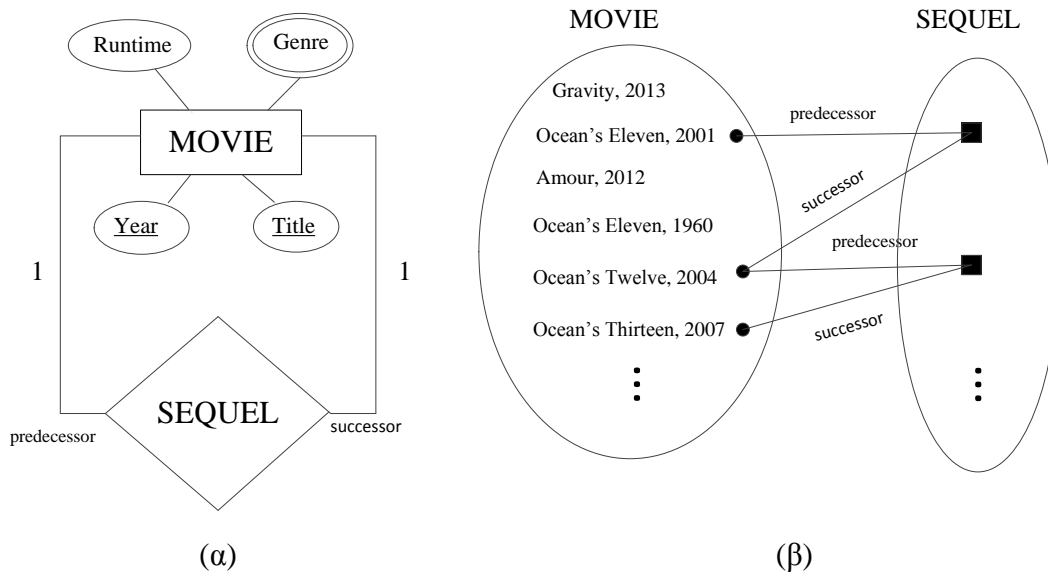 Runtime
Genre
MOVIE
Year
Title
1
1
SEQUEL
predecessor
successor
(α)
MOVIE
SEQUEL
Gravity, 2013
Ocean's Eleven, 2001
Amour, 2012
Ocean's Eleven, 1960
Ocean's Twelve, 2004
Ocean's Thirteen, 2007
predecessor
successor
predecessor
successor
(β)